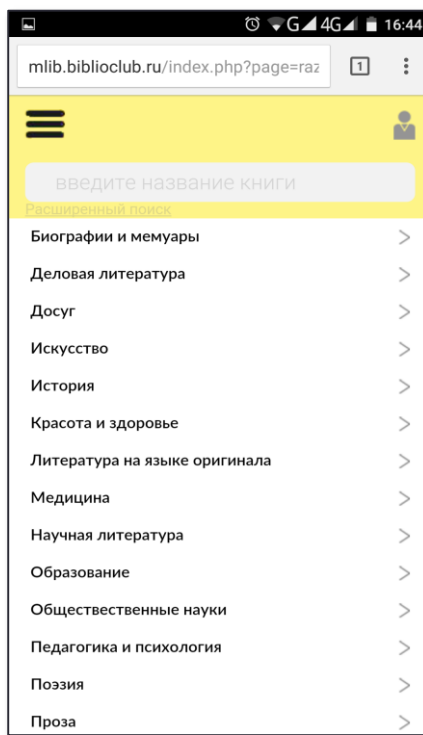 G 4G 16:44
mlib.biblioclub.ru/index.php?page=raz
1
введите название книги
Расширенный поиск
Биографии и мемуары
Деловая литература
Досуг
Искусство
История
Красота и здоровье
Литература на языке оригинала
Медицина
Научная литература
Образование
Общественные науки
Педагогика и психология
Поэзия
Проза